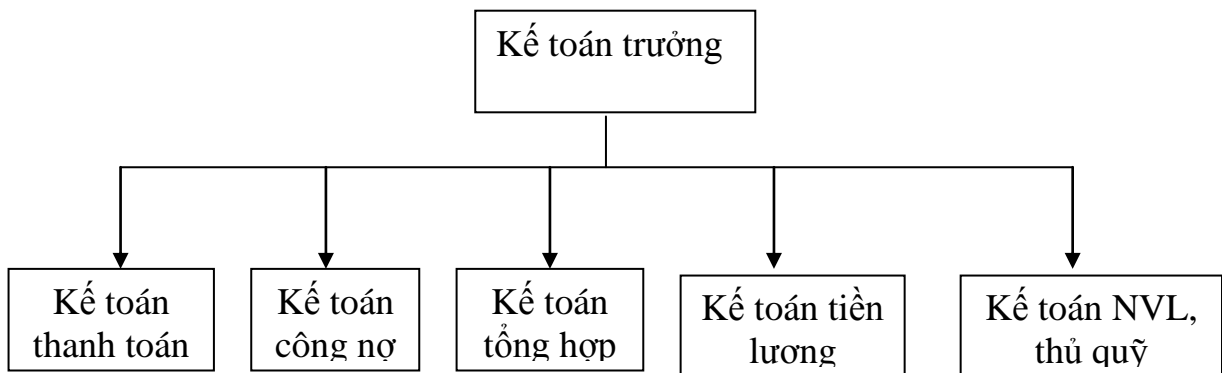 Kế toán trưởng
Kế toán
thanh toán
Kế toán
công nợ
Kế toán
tổng hợp
Kế toán tiền
lương
Kế toán NVL,
thủ quỹ